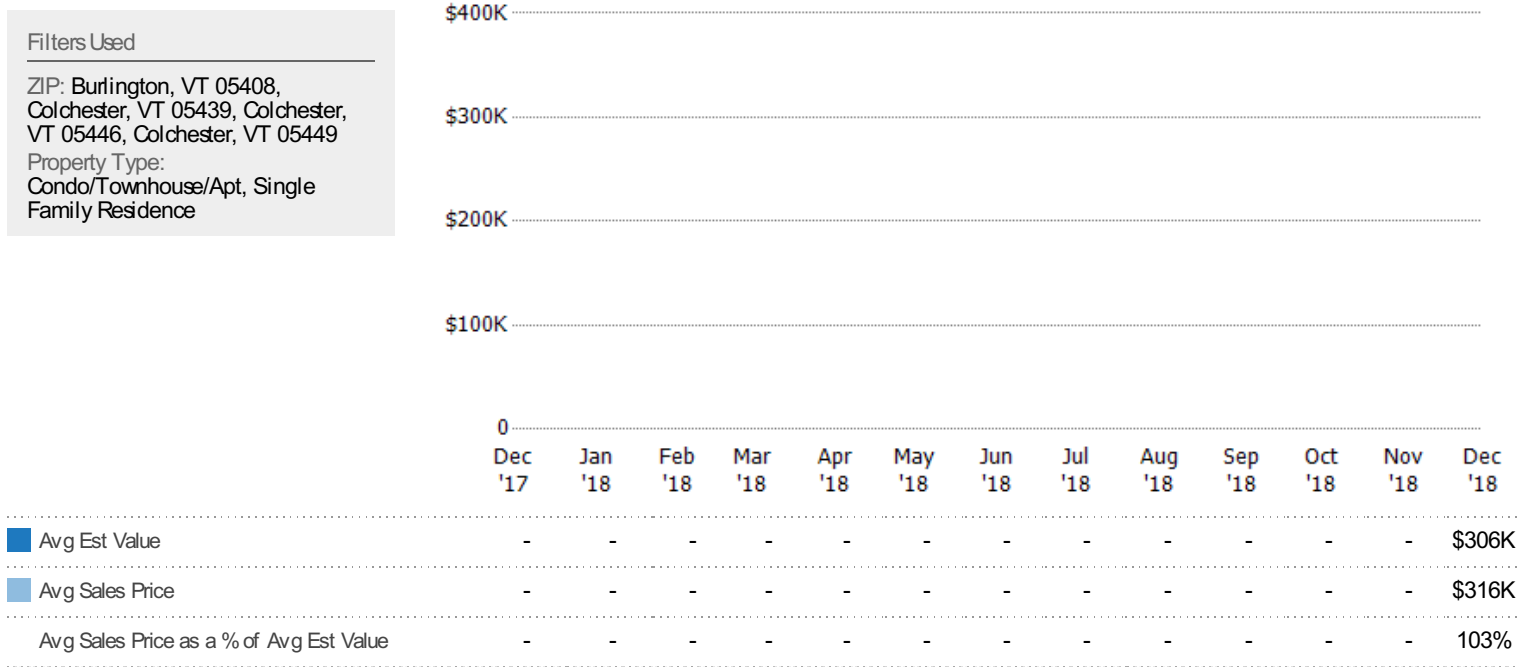 Filters Used
ZIP: Burlington, VT 05408,
Colchester, VT 05439, Colchester,
VT 05446, Colchester, VT 05449
Property Type:
Condo/Townhouse/Apt, Single
Family Residence
$400K
$300K
$200K
$100K
0
Dec Jan Feb Mar Apr May Jun Jul Aug Sep Oct Nov Dec
'17 '18 '18 '18 '18 '18 '18 '18 '18 '18 '18 '18 '18
Avg Est Value - - - - - - - - - - - - $306K
Avg Sales Price - - - - - - - - - - - - $316K
Avg Sales Price as a % of Avg Est Value - - - - - - - - - - - - 103%